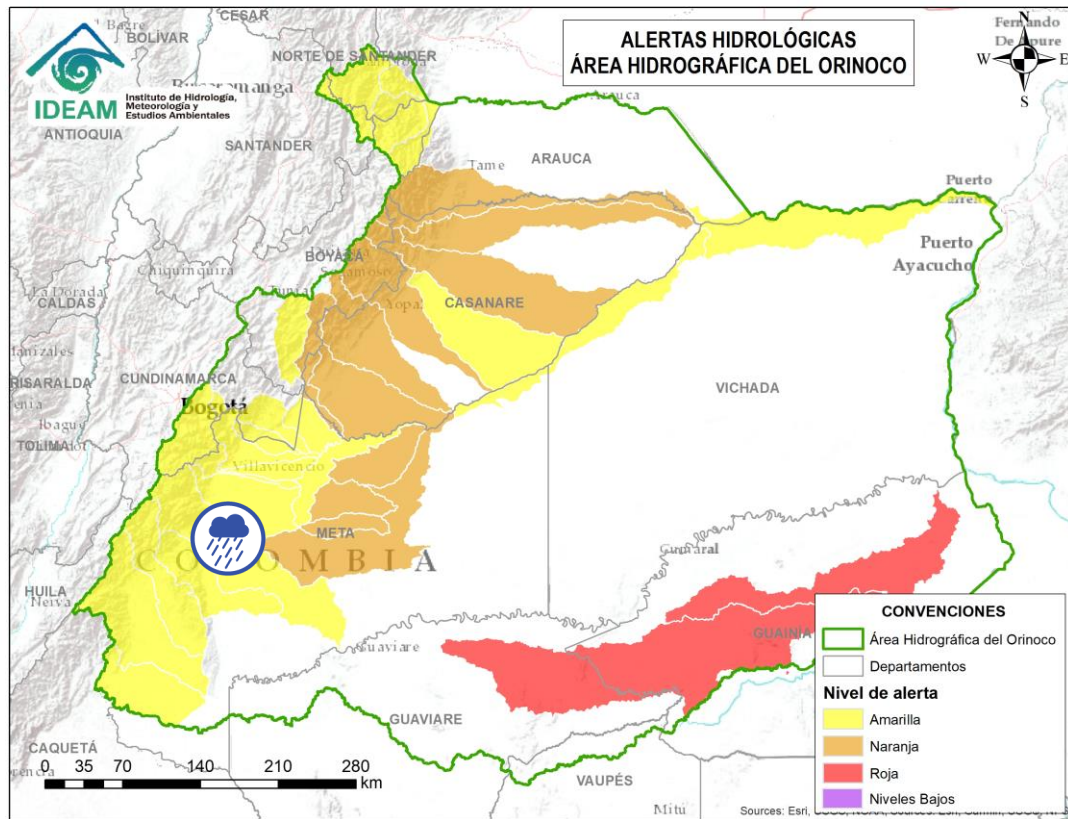 CESAR
BOLÍVAR
NORTE DE SANTANDER
ALERTAS HIDROLÓGICAS
ÁREA HIDROGRÁFICA DEL ORINOCO
Fernando
De Apure
N
W E
S
IDEAM
Instituto de Hidrología,
Meteorología y
Estudios Ambientales
ANTIOQUIA
SANTANDER
Arauca
ARAUCA
Tame
Puerto
Puerto
Ayacucho
BOYACÁ
Sogamoso
Chiquinquira
Tunja
La Dorada
CALDAS
Yopal
CASANARE
Manizales
RISARALDA
CUNDINAMARCA
Bogotá
VICHADA
Ibague
TOLIMA
Villavicencio
META
COLOMBIA
HUILA
Neiva
Guaviare
GUAINÍA
GUAVIARE
CAQUETÁ
VAUPÉS
Mitú
0 35 70 140 210 280
km
CONVENCIONES
Área Hidrográfica del Orinoco
Departamentos
Nivel de alerta
Amarilla
Naranja
Roja
Niveles Bajos
Sources: Esri,